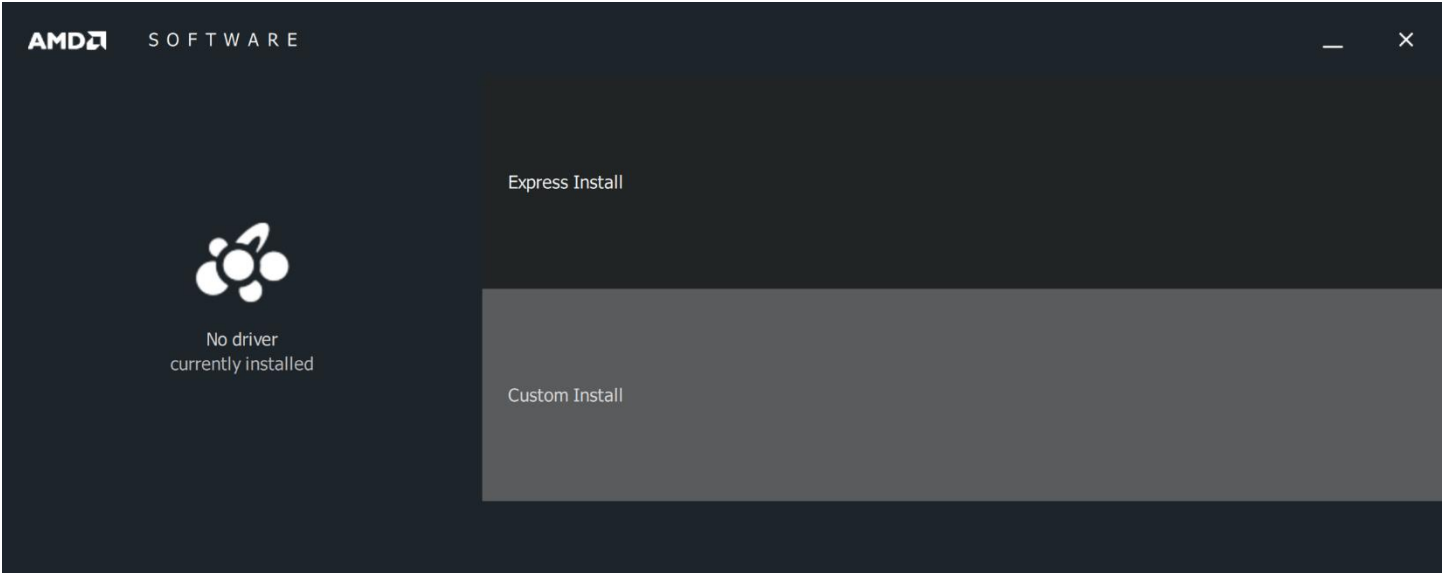 AMD SOFTWARE
Express Install
No driver
currently installed
Custom Install